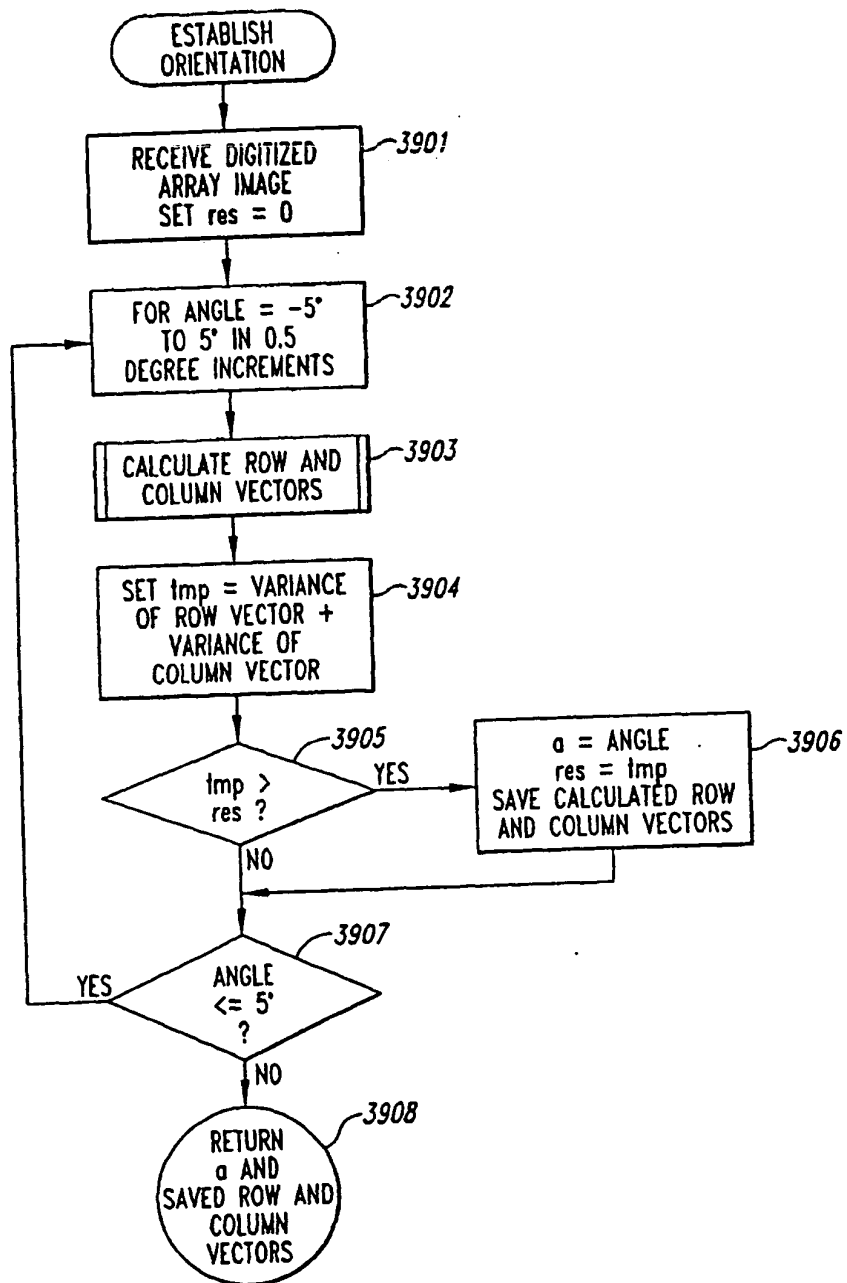 ESTABLISH
ORIENTATION
RECEIVE DIGITIZED
ARRAY IMAGE
SET res = 0
3901
FOR ANGLE = -5°
TO 5° IN 0.5
DEGREE INCREMENTS
3902
CALCULATE ROW AND
COLUMN VECTORS
3903
SET tmp = VARIANCE
OF ROW VECTOR +
VARIANCE OF
COLUMN VECTOR
3904
tmp >
res ?
3905
YES
a = ANGLE
res = tmp
SAVE CALCULATED ROW
AND COLUMN VECTORS
3906
NO
ANGLE
<= 5°
?
3907
YES
NO
RETURN
a AND
SAVED ROW AND
COLUMN
VECTORS
3908